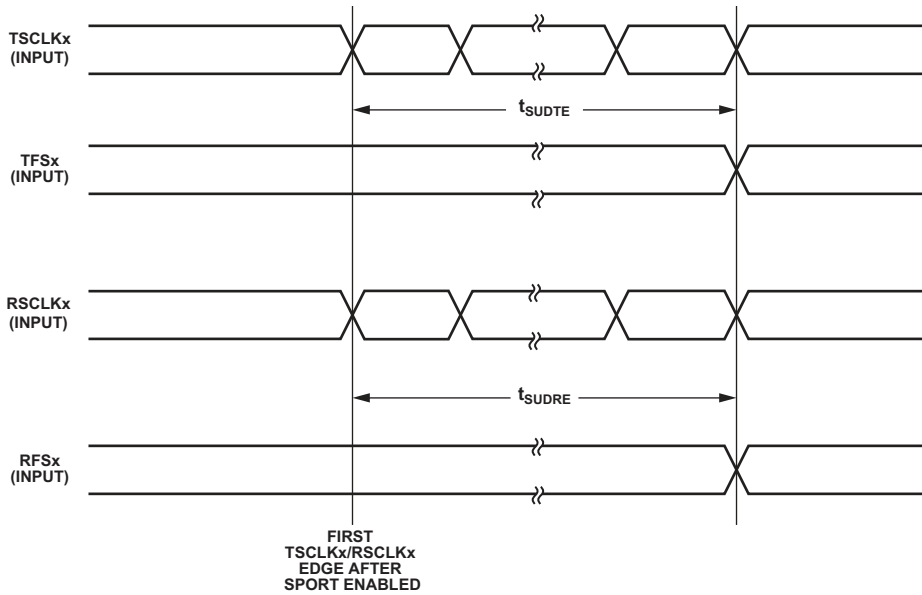 TSCLKx
(INPUT)
tSUDTE
TFSx
(INPUT)
RSCLKx
(INPUT)
tSUDRE
RFSx
(INPUT)
FIRST
TSCLKx/RSCLKx
EDGE AFTER
SPORT ENABLED